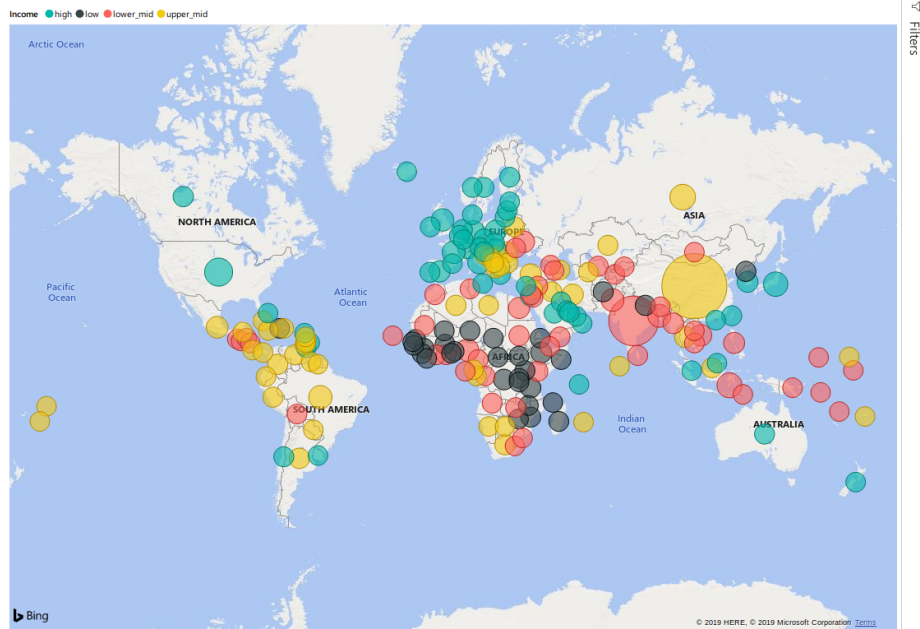 Income high low lower_mid upper_mid
Filters
Arctic Ocean
NORTH AMERICA
EUROPE
ASIA
Pacific
Ocean
Atlantic
Ocean
AFRICA
SOUTH AMERICA
Indian
Ocean
AUSTRALIA
Bing
© 2019 HERE, © 2019 Microsoft Corporation Terms